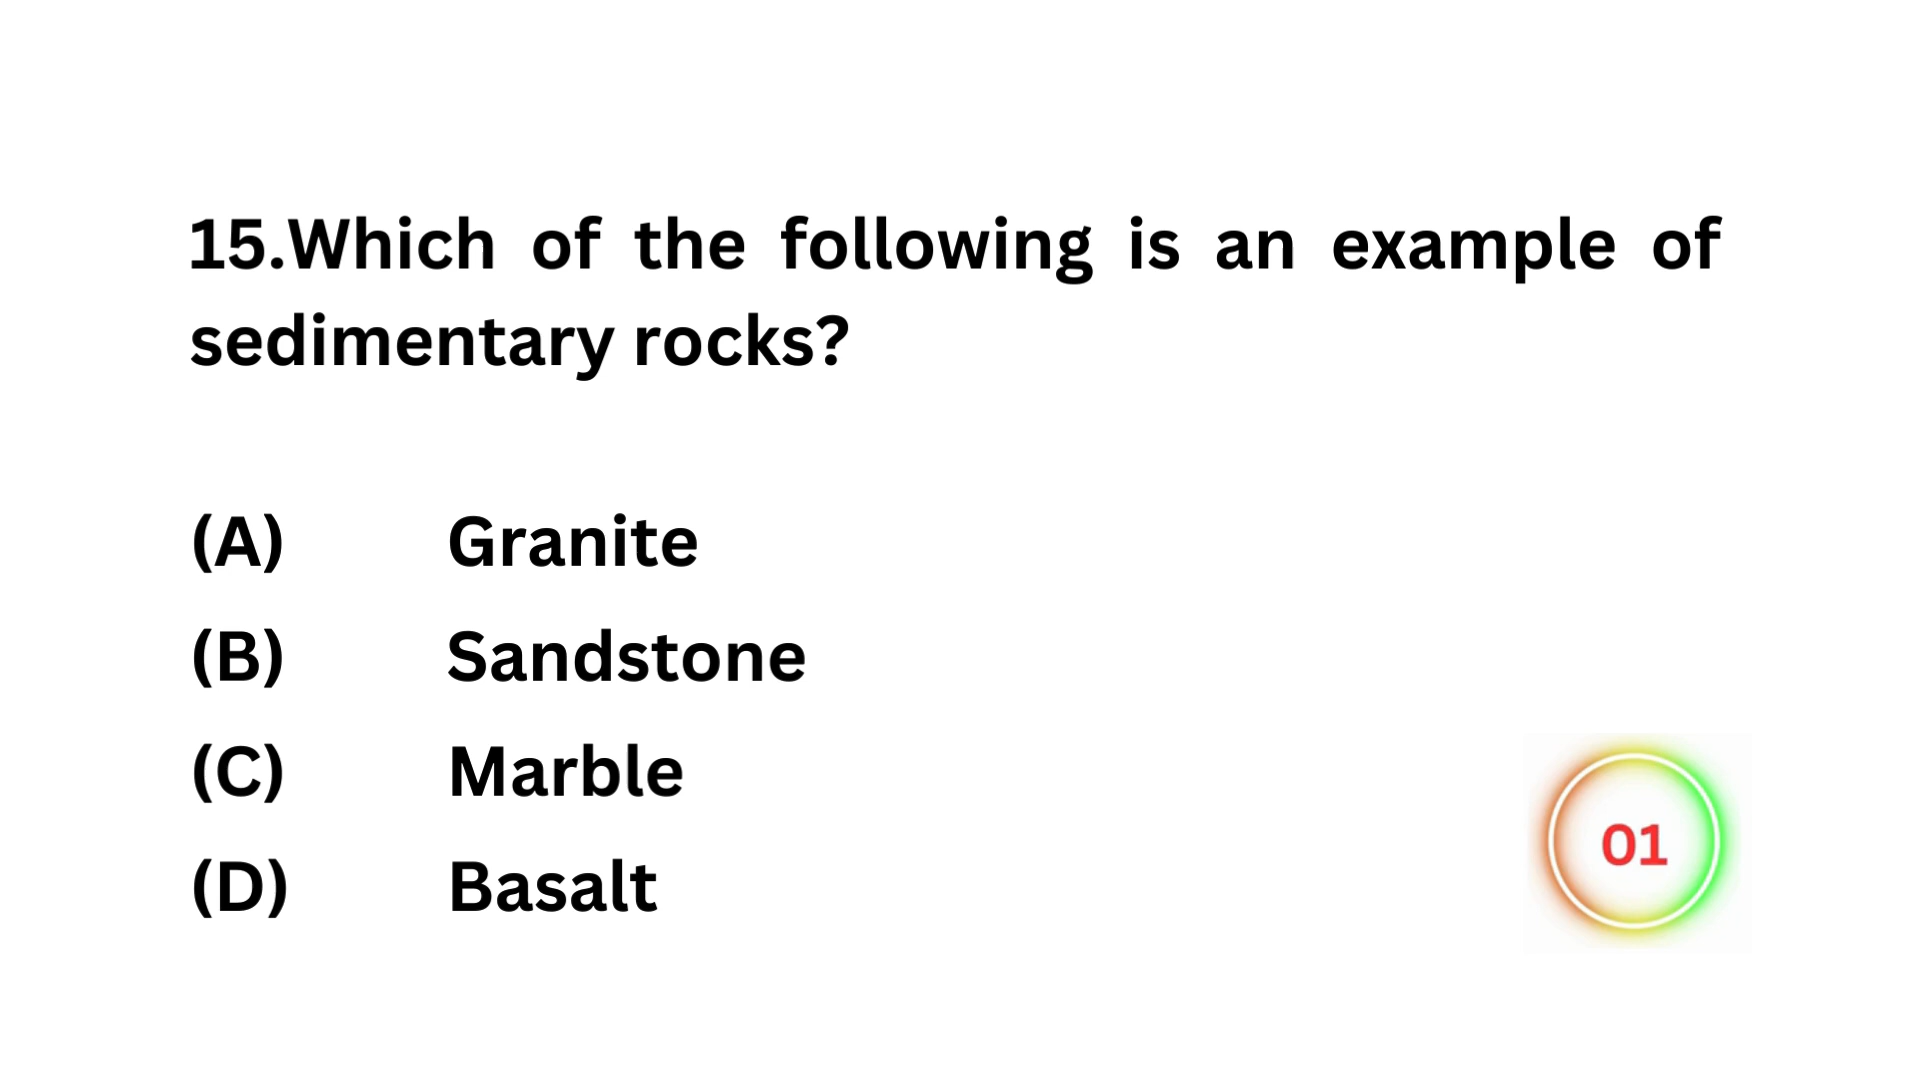 15.Which of the following is an example of
sedimentary rocks?
(A) Granite
(B) Sandstone
(C) Marble
(D) Basalt
01